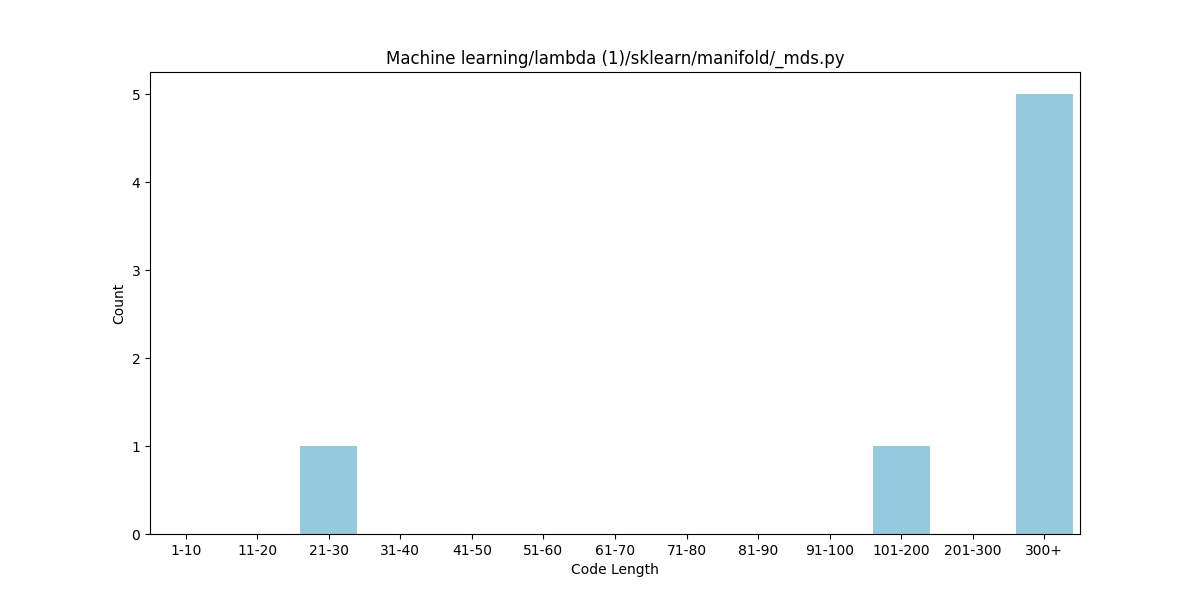 Machine learning/lambda (1)/sklearn/manifold/_mds.py
Count
5
4
3
2
1
0
1-10 11-20 21-30 31-40 41-50 51-60 61-70 71-80 81-90 91-100 101-200 201-300 300+
Code Length